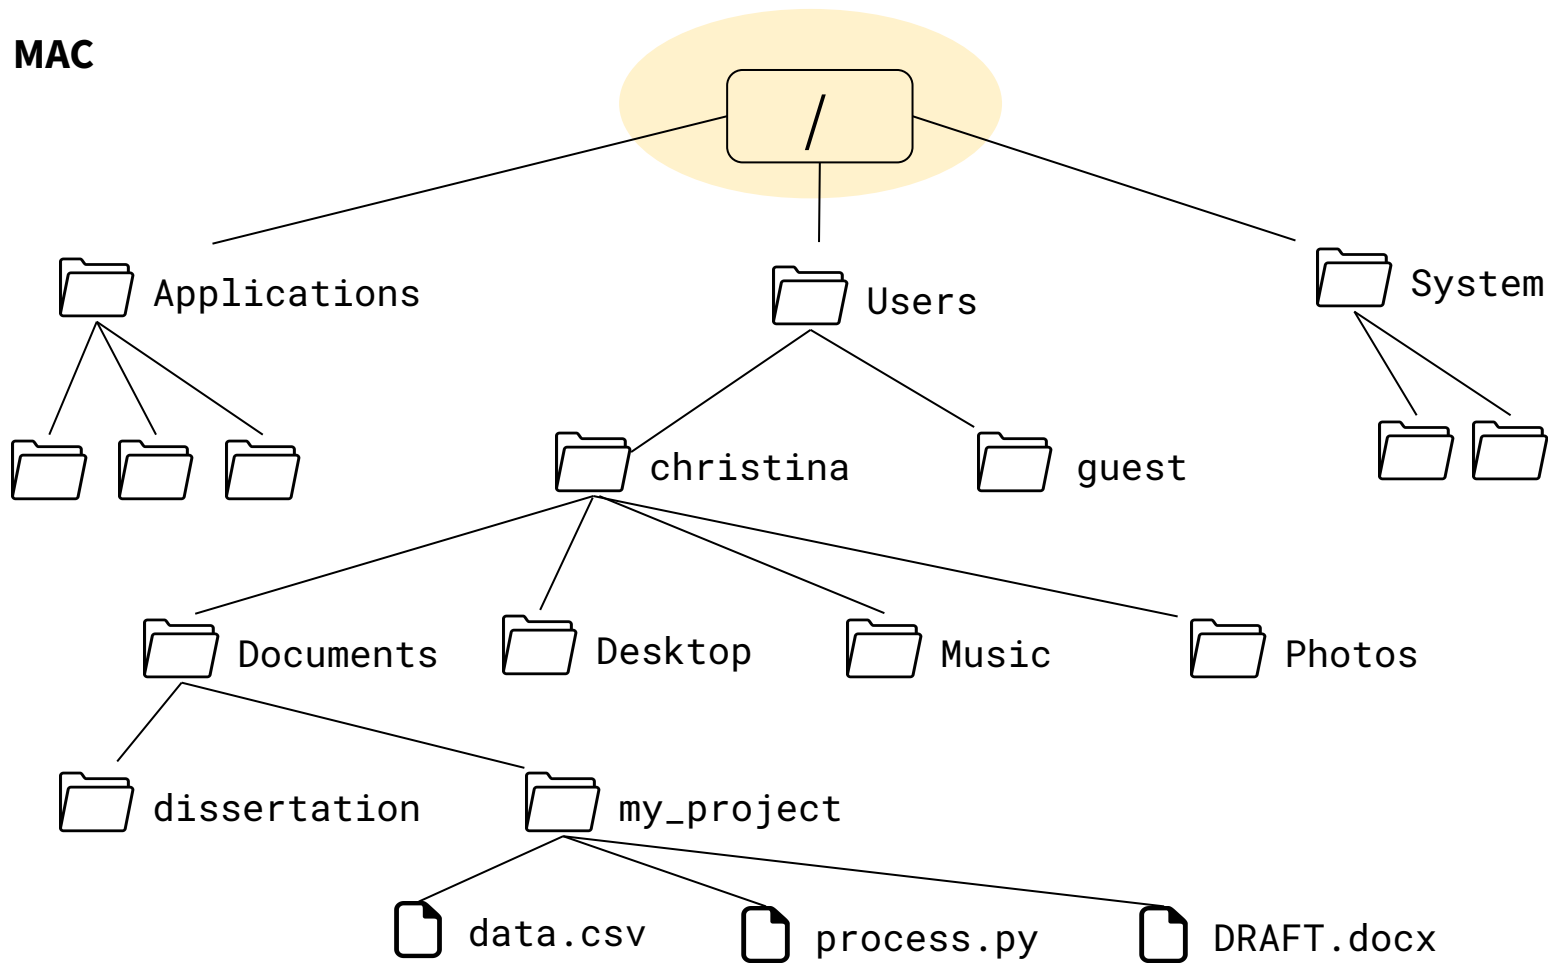 MAC
/
Applications
Users
System
christina
guest
Documents
Desktop
Music
Photos
dissertation
my_project
data.csv
process.py
DRAFT.docx